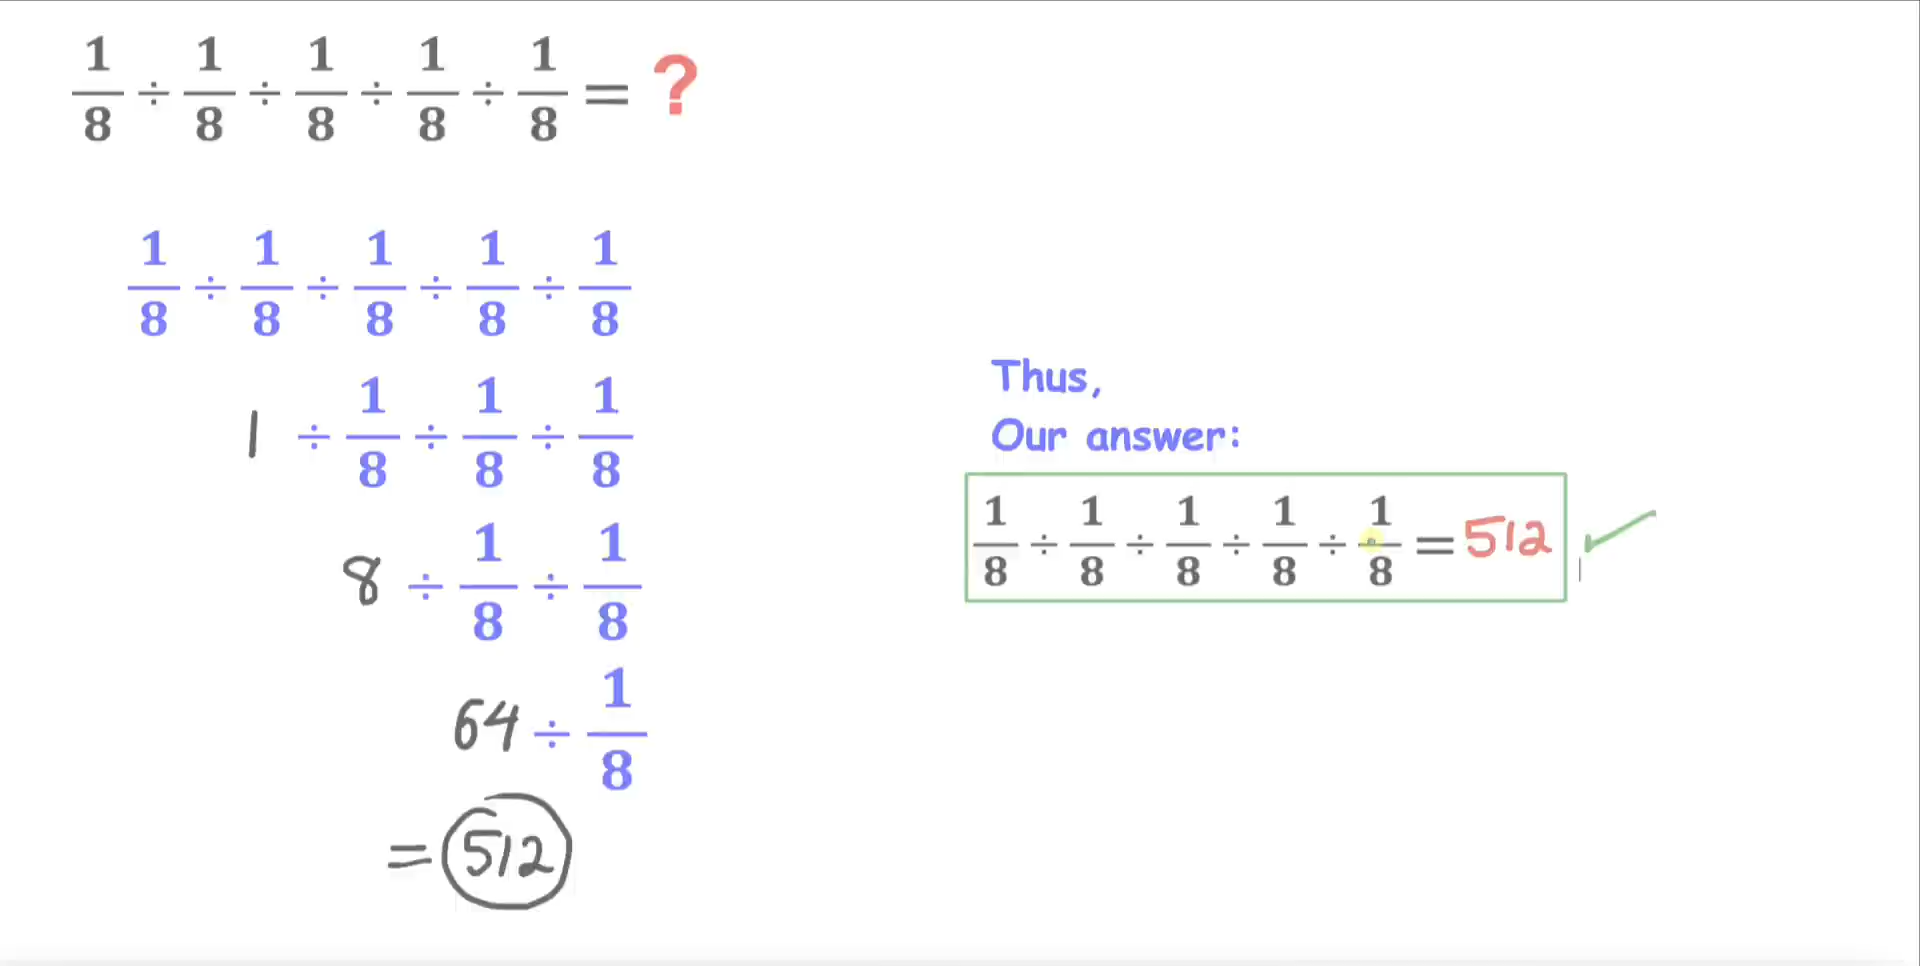 1/8 ÷ 1/8 ÷ 1/8 ÷ 1/8 ÷ 1/8 = ?
1/8 ÷ 1/8 ÷ 1/8 ÷ 1/8 ÷ 1/8
1 ÷ 1/8 ÷ 1/8 ÷ 1/8
8 ÷ 1/8 ÷ 1/8
64 ÷ 1/8
= 512
Thus,
Our answer:
1/8 ÷ 1/8 ÷ 1/8 ÷ 1/8 ÷ 1/8 = 512